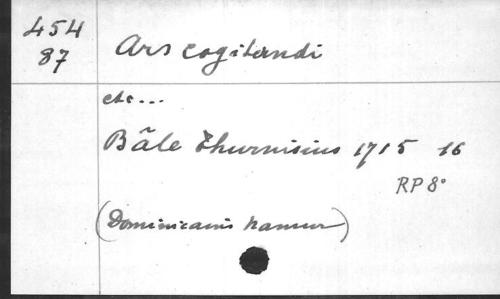 454
87
Ars cogitandi
etc...
Bâle Thurnisius 1715 16
RP 8°
(Dominicains Namur)